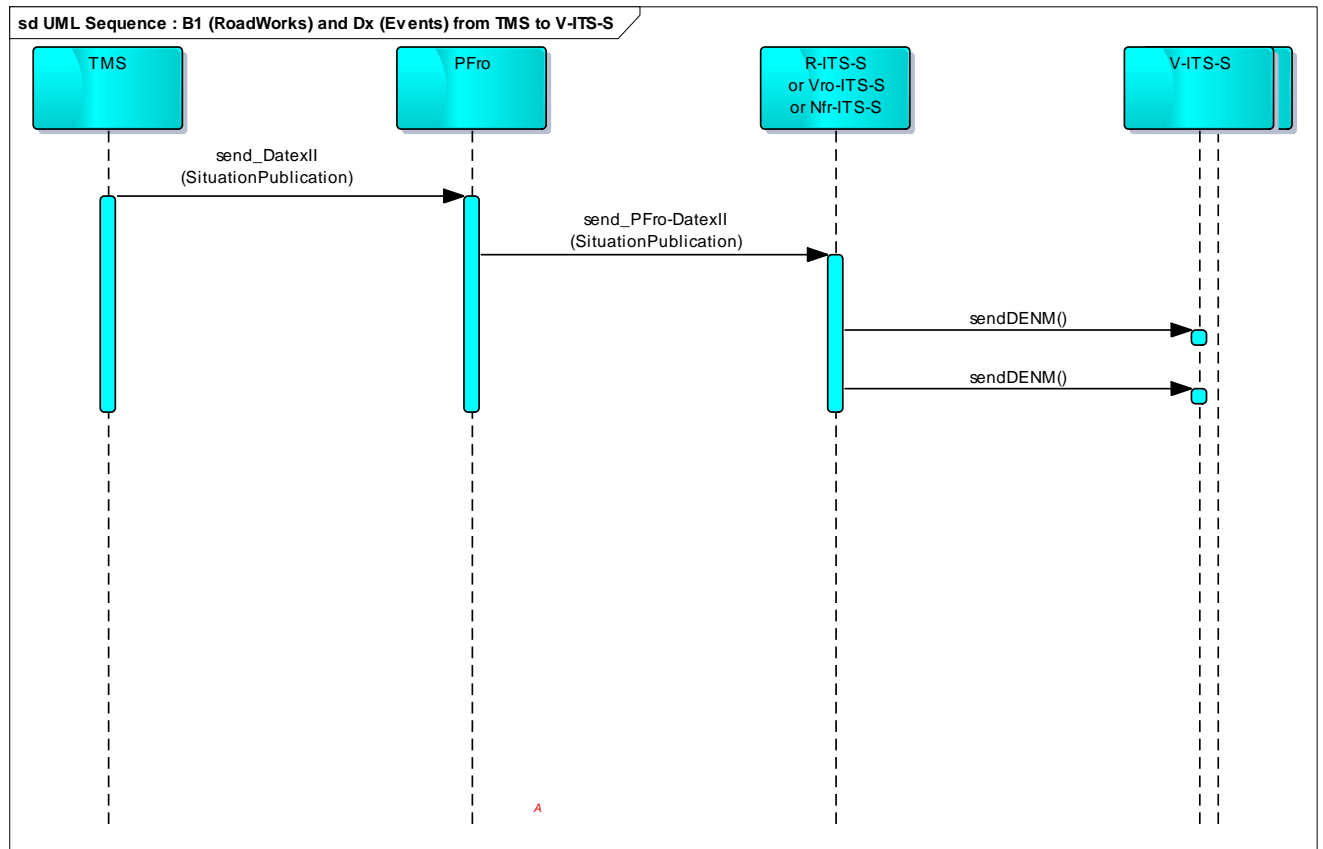 sd UML Sequence : B1 (RoadWorks) and Dx (Events) from TMS to V-ITS-S
TMS
PFro
R-ITS-S
or Vro-ITS-S
or Nfr-ITS-S
V-ITS-S
send_DatexII
(SituationPublication)
send_PFro-DatexII
(SituationPublication)
sendDENM()
sendDENM()
A